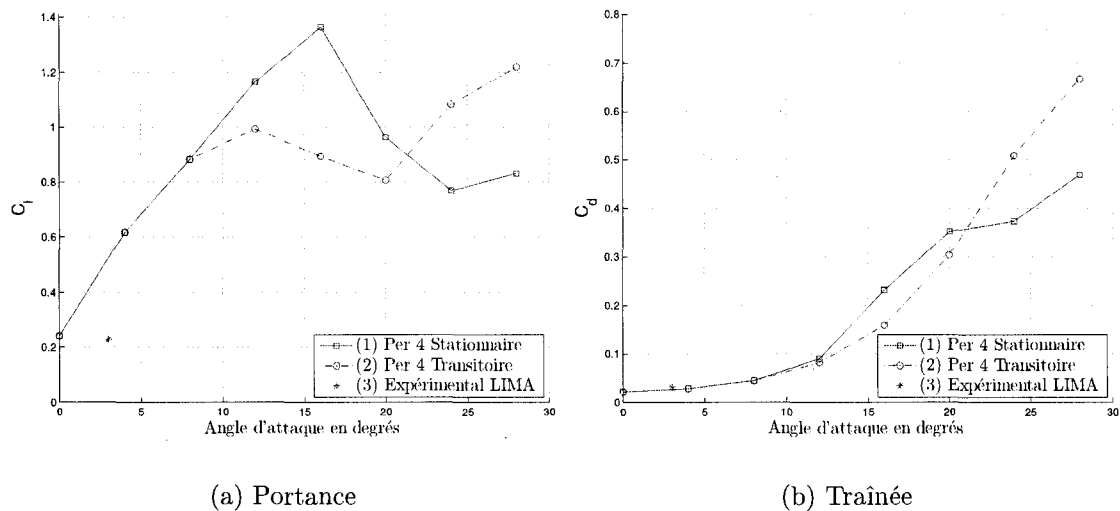 1.4
1.2
1
0.8
0.6
0.4
0.2
0
C_l
0 5 10 15 20 25 30
Angle d'attaque en degrés
(1) Per 4 Stationnaire
(2) Per 4 Transitoire
(3) Expérimental LIMA
(a) Portance
0.8
0.7
0.6
0.5
0.4
0.3
0.2
0.1
0
C_d
0 5 10 15 20 25 30
Angle d'attaque en degrés
(1) Per 4 Stationnaire
(2) Per 4 Transitoire
(3) Expérimental LIMA
(b) Traînée